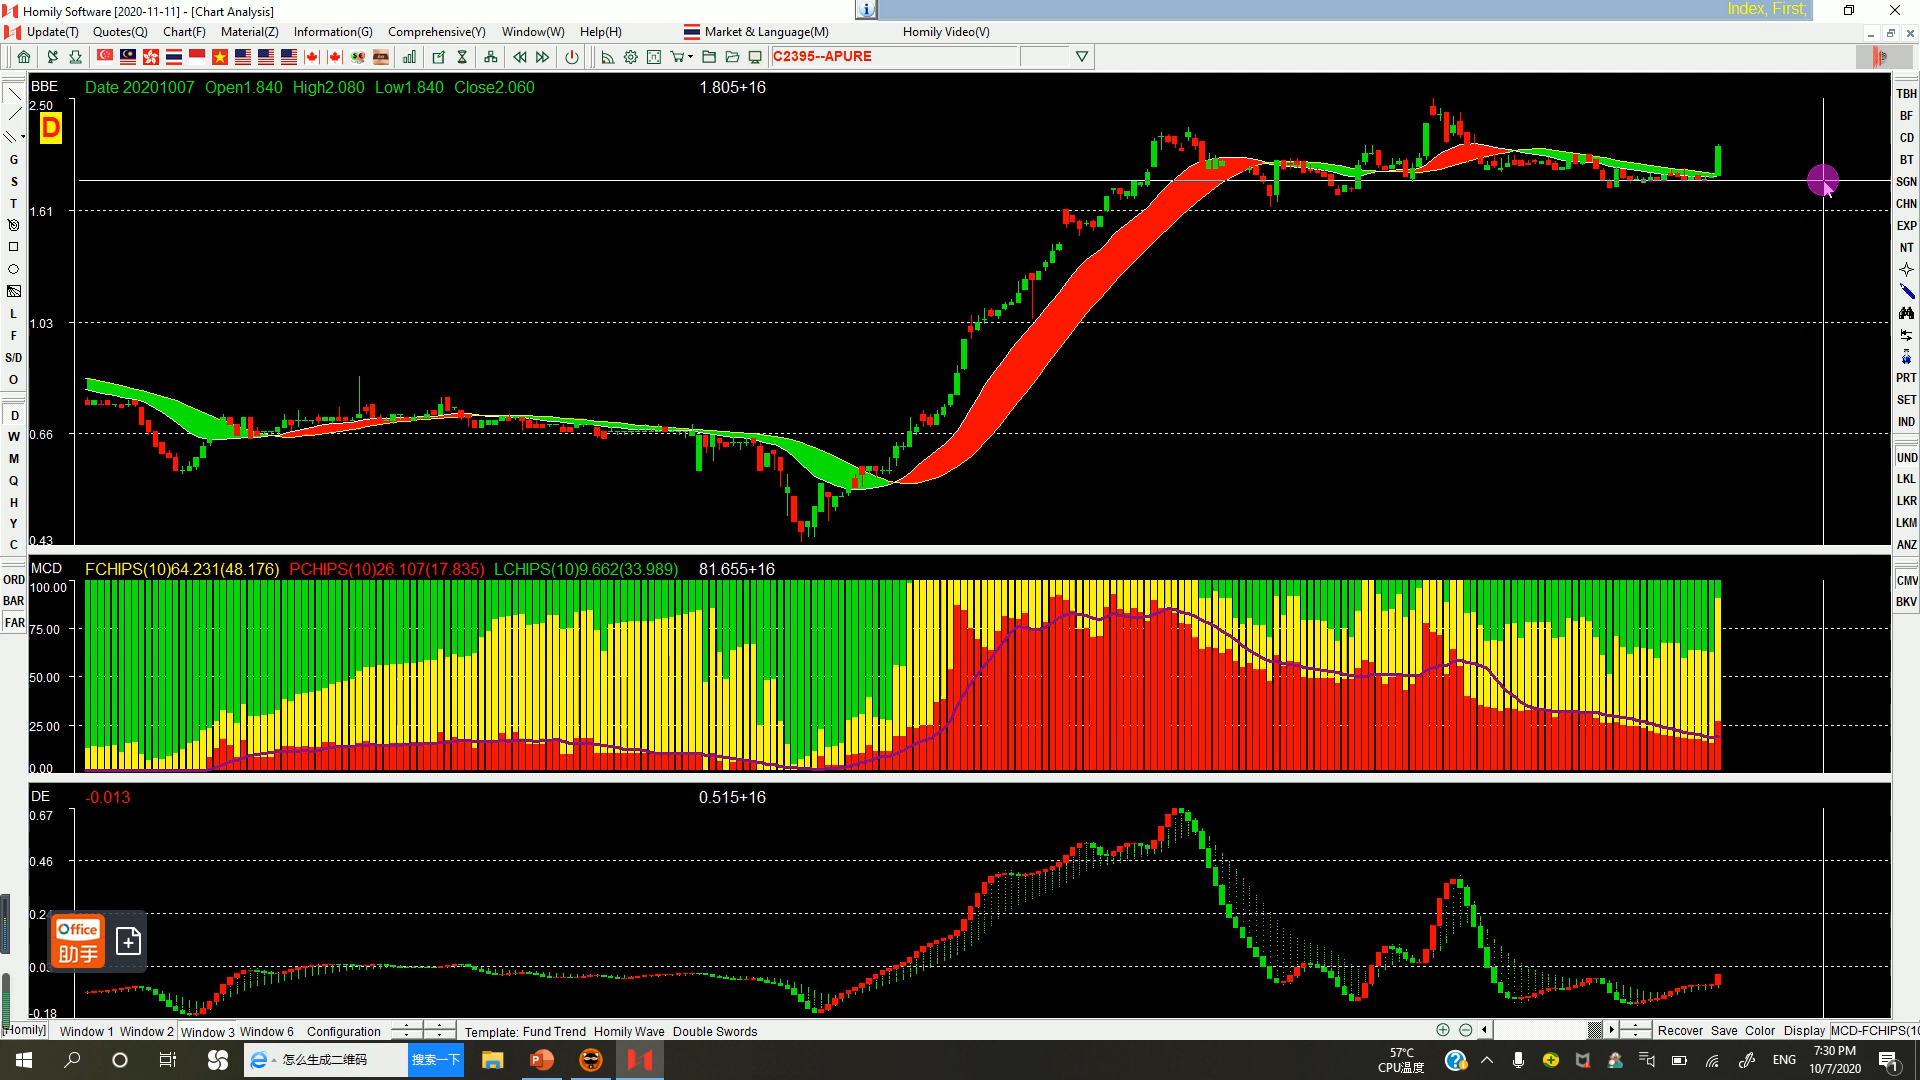 Homily Software [2020-11-11] - [Chart Analysis]
Index, First;
Update(T) Quotes(Q) Chart(F) Material(Z) Information(G) Comprehensive(Y) Window(W) Help(H) Market & Language(M) Homily Video(V)
C2395--APURE
BBE Date 20201007 Open1.840 High2.080 Low1.840 Close2.060 1.805+16
2.50
D
1.61
1.03
0.66
0.43
MCD FCHIPS(10)64.231(48.176) PCHIPS(10)26.107(17.835) LCHIPS(10)9.662(33.989) 81.655+16
100.00
75.00
50.00
25.00
0.00
DE -0.013 0.515+16
0.67
0.46
0.24
0.03
-0.18
G
S
T
L
F
S/D
O
D
W
M
Q
H
Y
C
ORD
BAR
FAR
TBH
BF
CD
BT
SGN
CHN
EXP
NT
PRT
SET
IND
UND
LKL
LKR
LKM
ANZ
CMV
BKV
Office
助手
[Homily] Window 1 Window 2 Window 3 Window 6 Configuration Template: Fund Trend Homily Wave Double Swords Recover Save Color Display MCD-FCHIPS(10
怎么生成二维码 搜索一下
57°C
CPU温度
ENG
7:30 PM
10/7/2020
1